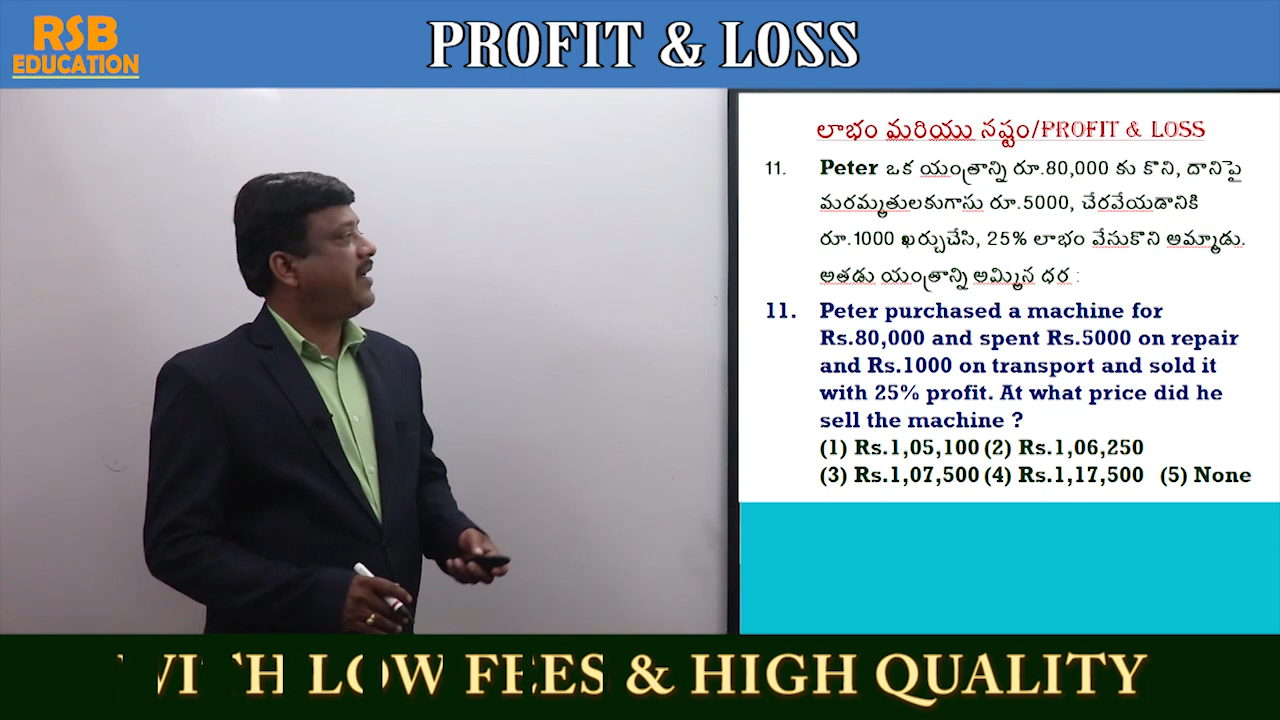 RSB
EDUCATION
PROFIT & LOSS
లాభం మరియు నష్టం/PROFIT & LOSS
11. Peter ఒక యంత్రాన్ని రూ.80,000 కు కొని, దానిపై
మరమ్మతులకుగాను రూ.5000, చేరవేయడానికి
రూ.1000 ఖర్చుచేసి, 25% లాభం వేసుకొని అమ్మాడు.
అతడు యంత్రాన్ని అమ్మిన ధర :
11. Peter purchased a machine for
Rs.80,000 and spent Rs.5000 on repair
and Rs.1000 on transport and sold it
with 25% profit. At what price did he
sell the machine ?
(1) Rs.1,05,100 (2) Rs.1,06,250
(3) Rs.1,07,500 (4) Rs.1,17,500 (5) None
WITH LOW FEES & HIGH QUALITY